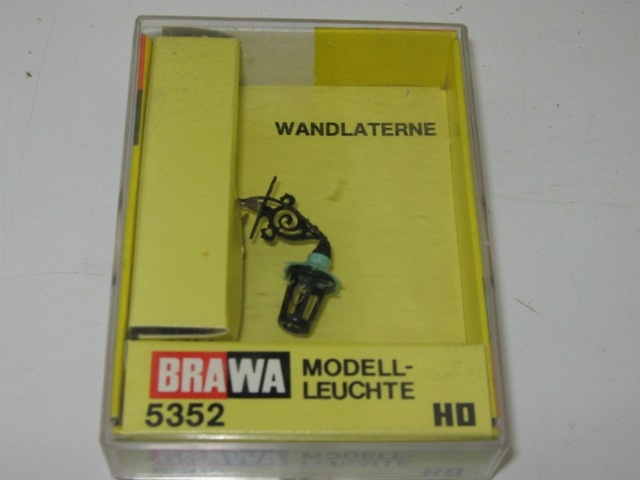 WANDLATERNE
BRAWA MODELL-
LEUCHTE
5352 H0